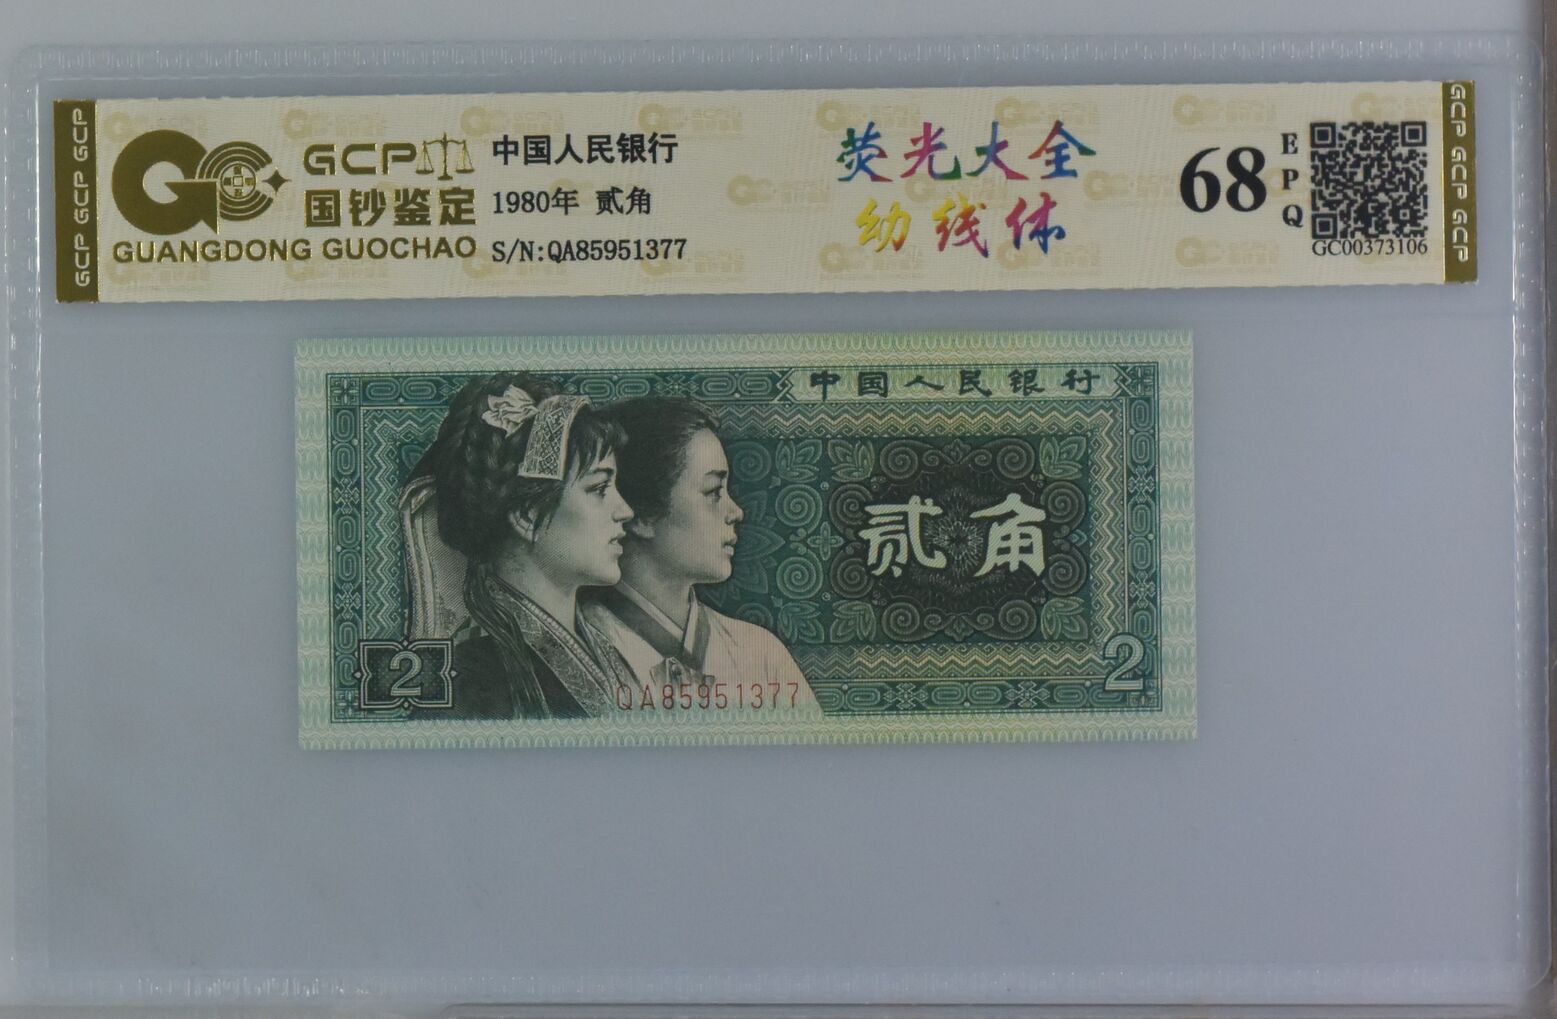 GCP GCP GCP
GCP
国钞鉴定
GUANGDONG GUOCHAO
中国人民银行
1980年 贰角
S/N:QA85951377
荧光大全
幼线体
68
EPQ
GC00373106
GCP GCP GCP
中国人民银行
贰角
2
2
QA85951377